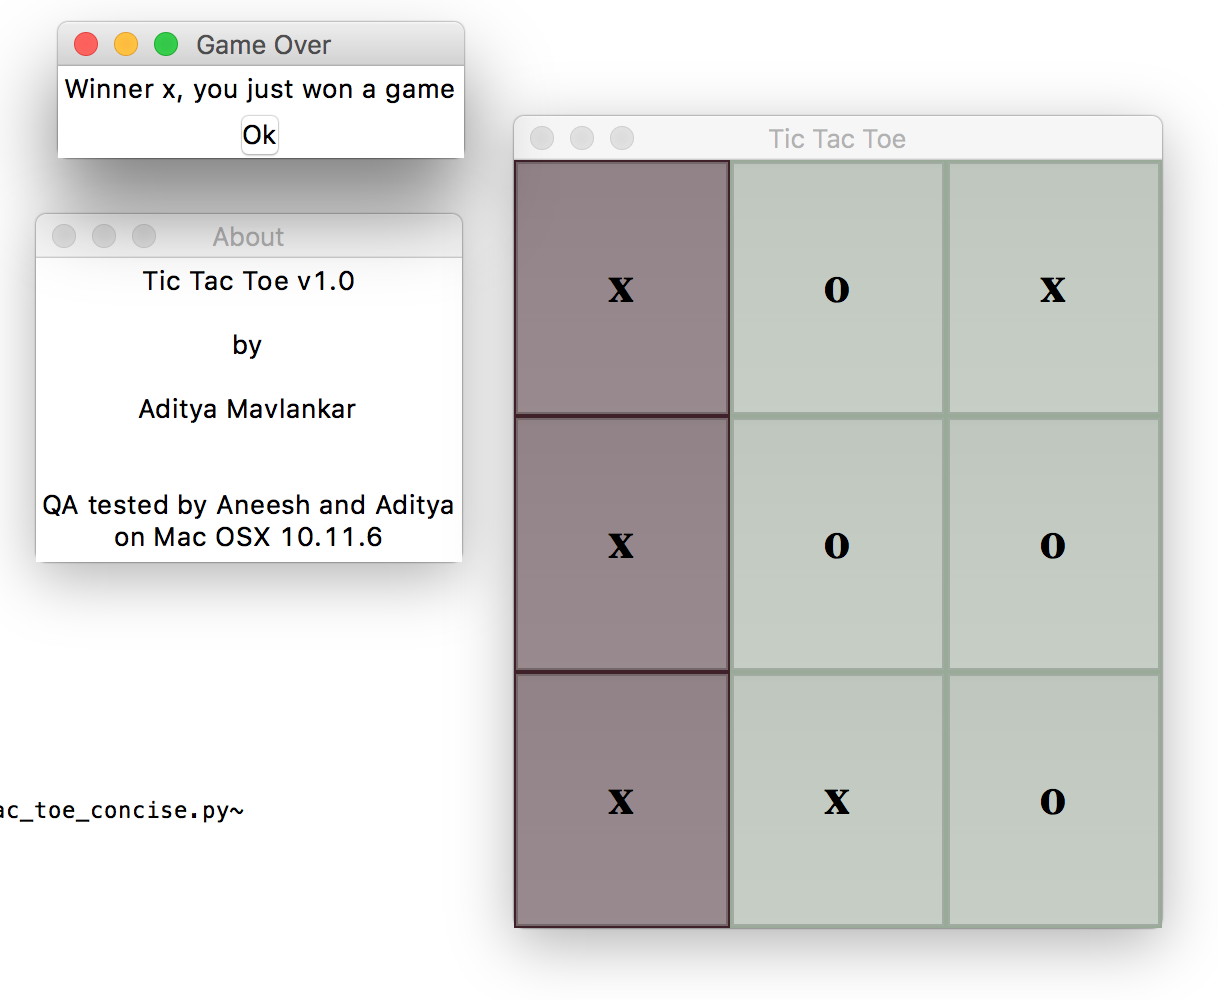 Game Over
Winner x, you just won a game
Ok
About
Tic Tac Toe v1.0
by
Aditya Mavlankar
QA tested by Aneesh and Aditya
on Mac OSX 10.11.6
ac_toe_concise.py~
Tic Tac Toe
x o x
x o o
x x o